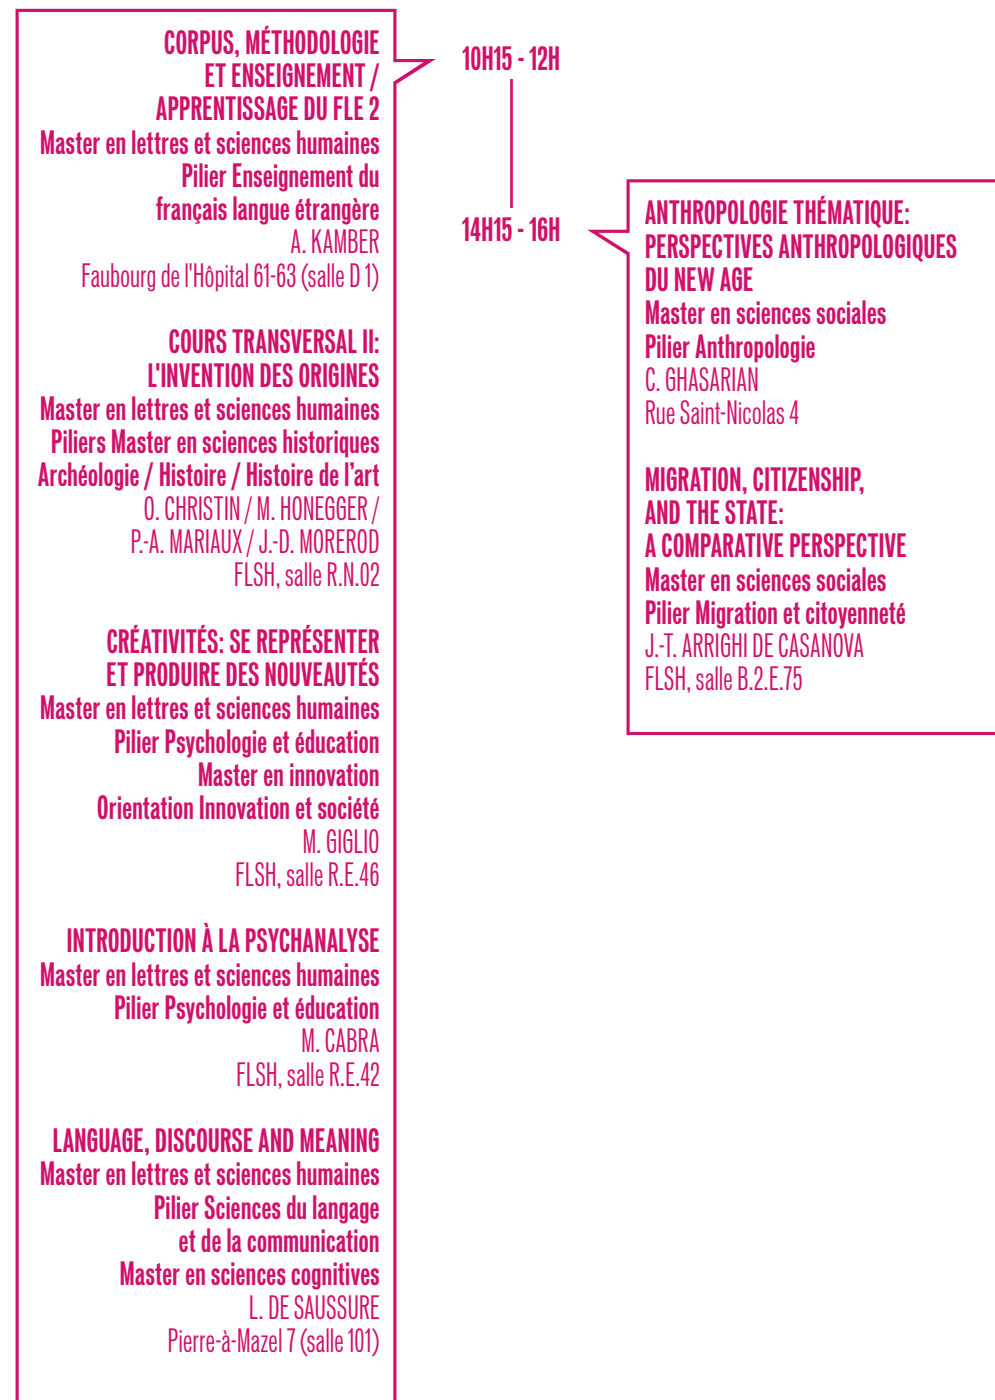 CORPUS, MÉTHODOLOGIE
ET ENSEIGNEMENT /
APPRENTISSAGE DU FLE 2
Master en lettres et sciences humaines
Pilier Enseignement du
français langue étrangère
A. KAMBER
Faubourg de l'Hôpital 61-63 (salle D 1)
COURS TRANSVERSAL II:
L'INVENTION DES ORIGINES
Master en lettres et sciences humaines
Piliers Master en sciences historiques
Archéologie / Histoire / Histoire de l’art
O. CHRISTIN / M. HONEGGER /
P.-A. MARIAUX / J.-D. MOREROD
FLSH, salle R.N.02
CRÉATIVITÉS: SE REPRÉSENTER
ET PRODUIRE DES NOUVEAUTÉS
Master en lettres et sciences humaines
Pilier Psychologie et éducation
Master en innovation
Orientation Innovation et société
M. GIGLIO
FLSH, salle R.E.46
INTRODUCTION À LA PSYCHANALYSE
Master en lettres et sciences humaines
Pilier Psychologie et éducation
M. CABRA
FLSH, salle R.E.42
LANGUAGE, DISCOURSE AND MEANING
Master en lettres et sciences humaines
Pilier Sciences du langage
et de la communication
Master en sciences cognitives
L. DE SAUSSURE
Pierre-à-Mazel 7 (salle 101)
10H15 - 12H
14H15 - 16H
ANTHROPOLOGIE THÉMATIQUE:
PERSPECTIVES ANTHROPOLOGIQUES
DU NEW AGE
Master en sciences sociales
Pilier Anthropologie
C. GHASARIAN
Rue Saint-Nicolas 4
MIGRATION, CITIZENSHIP,
AND THE STATE:
A COMPARATIVE PERSPECTIVE
Master en sciences sociales
Pilier Migration et citoyenneté
J.-T. ARRIGHI DE CASANOVA
FLSH, salle B.2.E.75